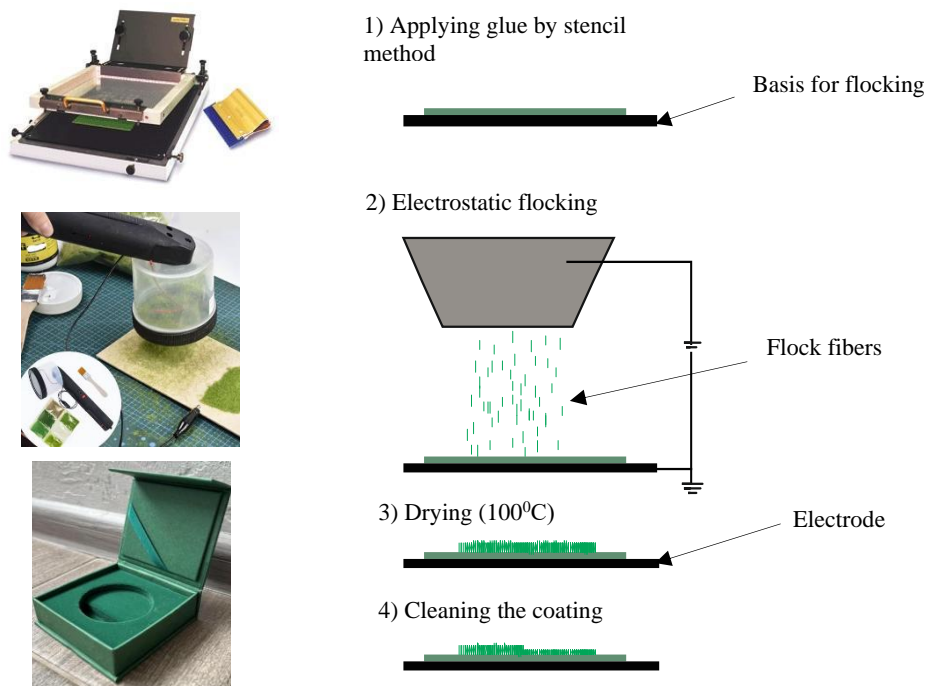 1) Applying glue by stencil
method
Basis for flocking
2) Electrostatic flocking
Flock fibers
3) Drying (100⁰C)
Electrode
4) Cleaning the coating